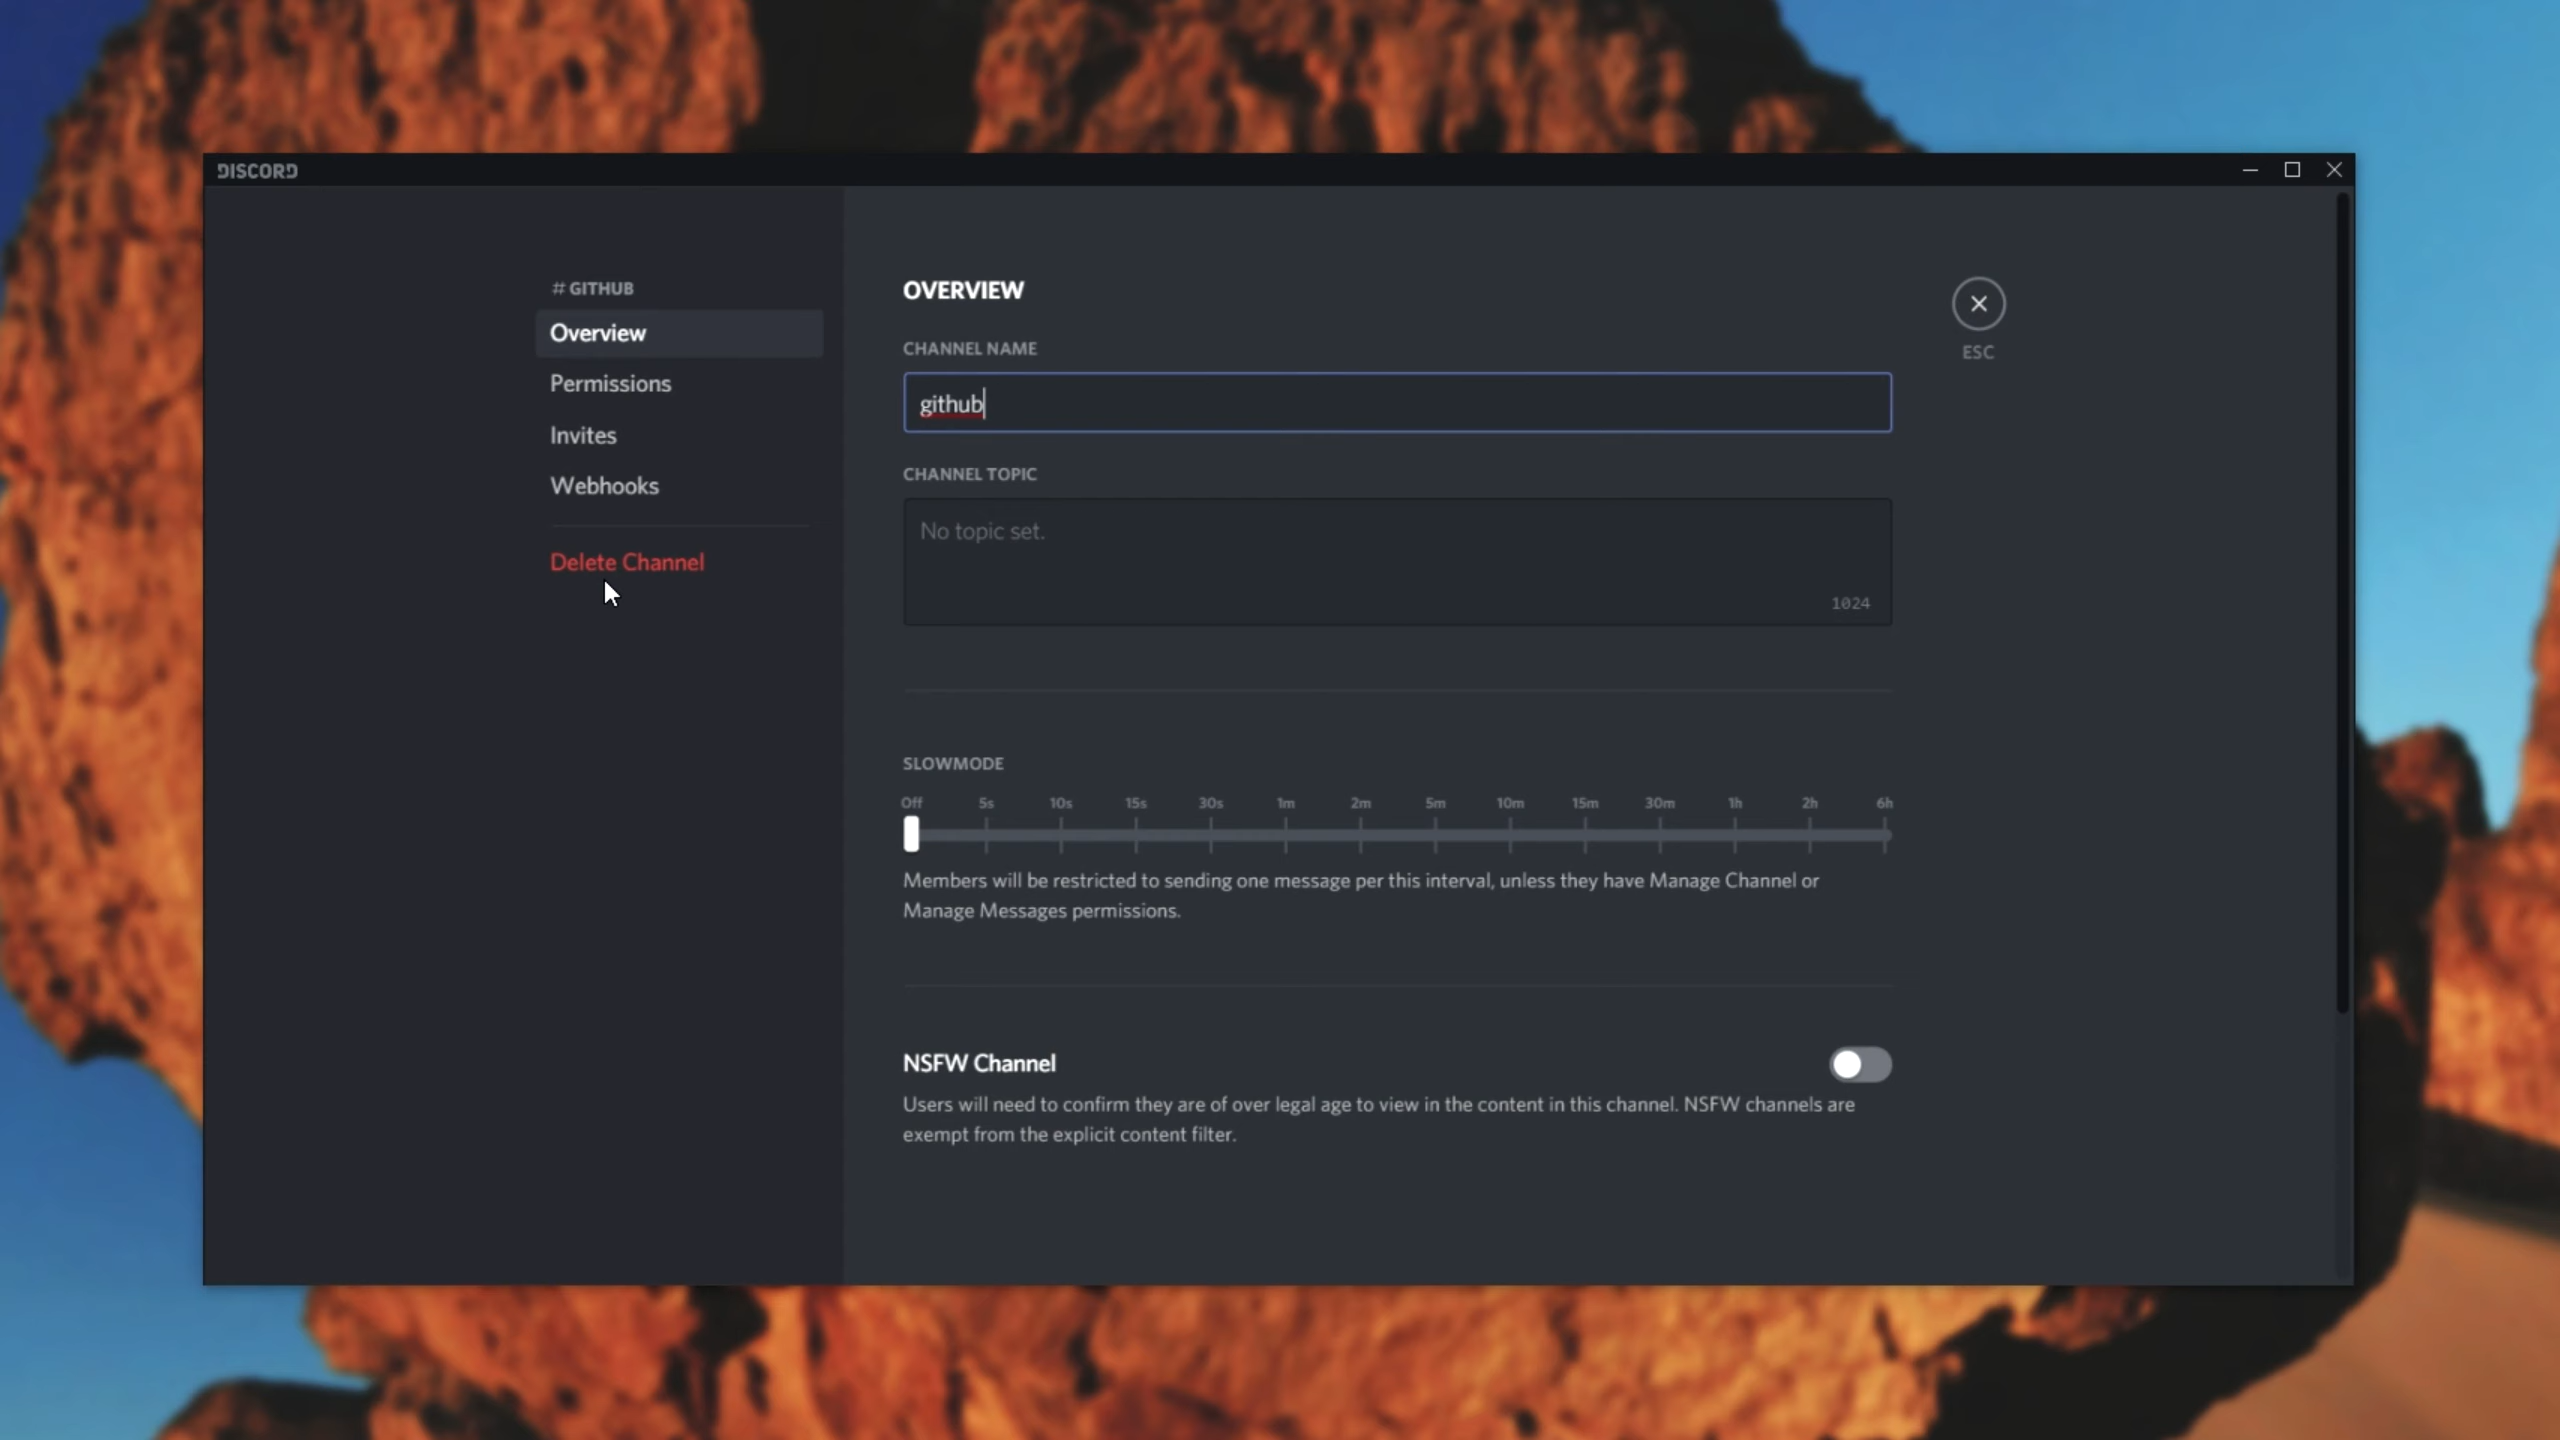 DISCORD
# GITHUB
Overview
Permissions
Invites
Webhooks
Delete Channel
OVERVIEW
CHANNEL NAME
github
CHANNEL TOPIC
No topic set.
1024
SLOWMODE
Off 5s 10s 15s 30s 1m 2m 5m 10m 15m 30m 1h 2h 6h
Members will be restricted to sending one message per this interval, unless they have Manage Channel or
Manage Messages permissions.
NSFW Channel
Users will need to confirm they are of over legal age to view in the content in this channel. NSFW channels are
exempt from the explicit content filter.
ESC